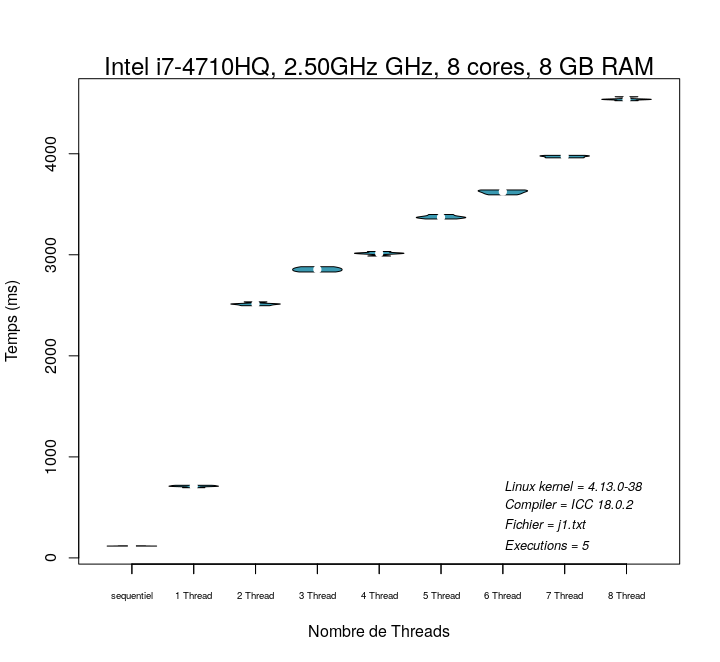 Intel i7-4710HQ, 2.50GHz GHz, 8 cores, 8 GB RAM
Temps (ms)
4000
3000
2000
1000
0
Linux kernel = 4.13.0-38
Compiler = ICC 18.0.2
Fichier = j1.txt
Executions = 5
sequentiel 1 Thread 2 Thread 3 Thread 4 Thread 5 Thread 6 Thread 7 Thread 8 Thread
Nombre de Threads